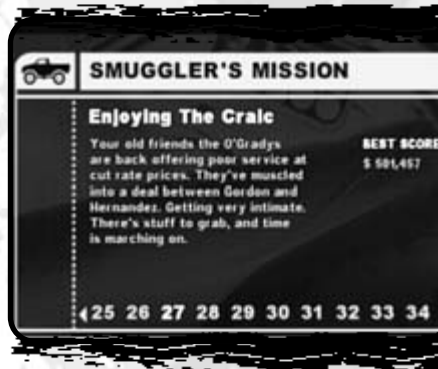 SMUGGLER'S MISSION
Enjoying The Craic
Your old friends the O'Gradys
are back offering poor service at
cut rate prices. They've muscled
into a deal between Gordon and
Hernandez. Getting very intimate.
There's stuff to grab, and time
is marching on.
BEST SCORE
$ 501,457
25 26 27 28 29 30 31 32 33 34